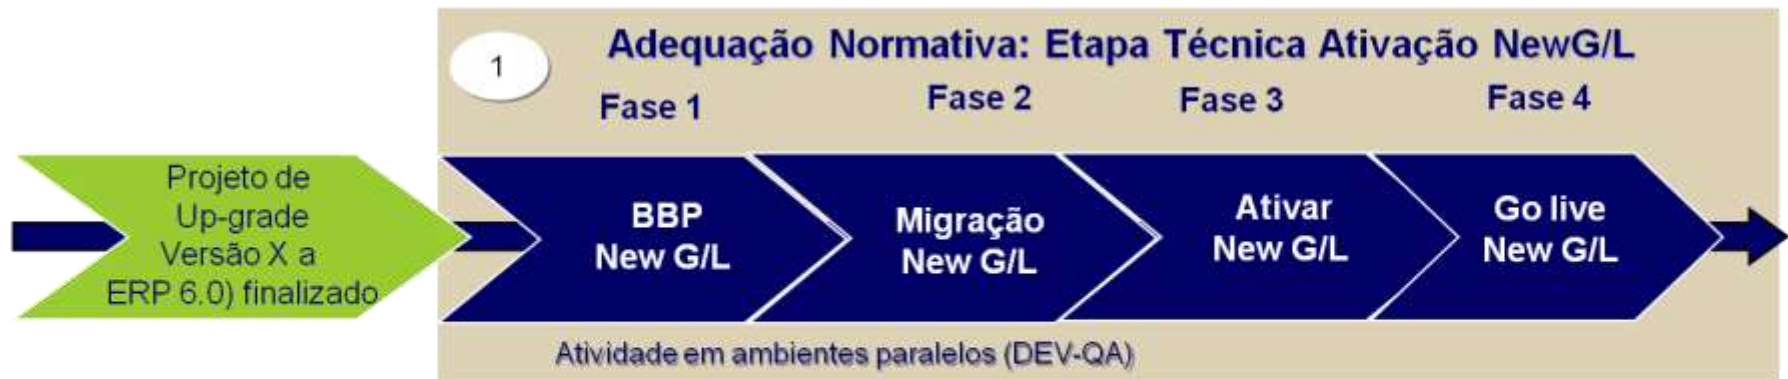 1
Adequação Normativa: Etapa Técnica Ativação NewG/L
Fase 1
Fase 2
Fase 3
Fase 4
Projeto de
Up-grade
Versão X a
ERP 6.0) finalizado
BBP
New G/L
Migração
New G/L
Ativar
New G/L
Go live
New G/L
Atividade em ambientes paralelos (DEV-QA)